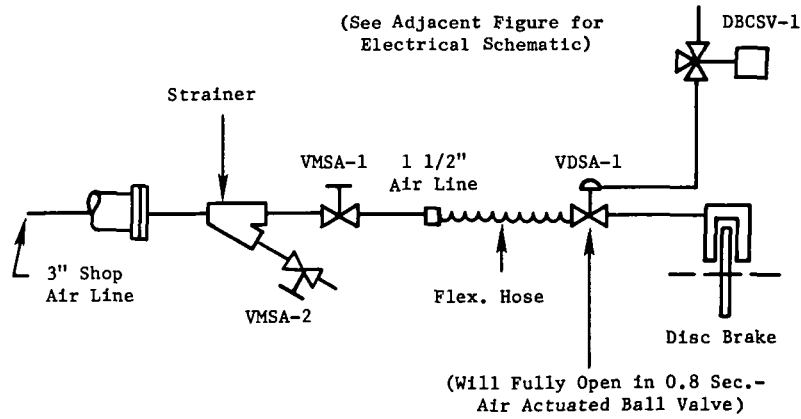 (See Adjacent Figure for
Electrical Schematic)
DBCSV-1
Strainer
VMSA-1
1 1/2"
Air Line
VDSA-1
3" Shop
Air Line
VMSA-2
Flex. Hose
Disc Brake
(Will Fully Open in 0.8 Sec.-
Air Actuated Ball Valve)